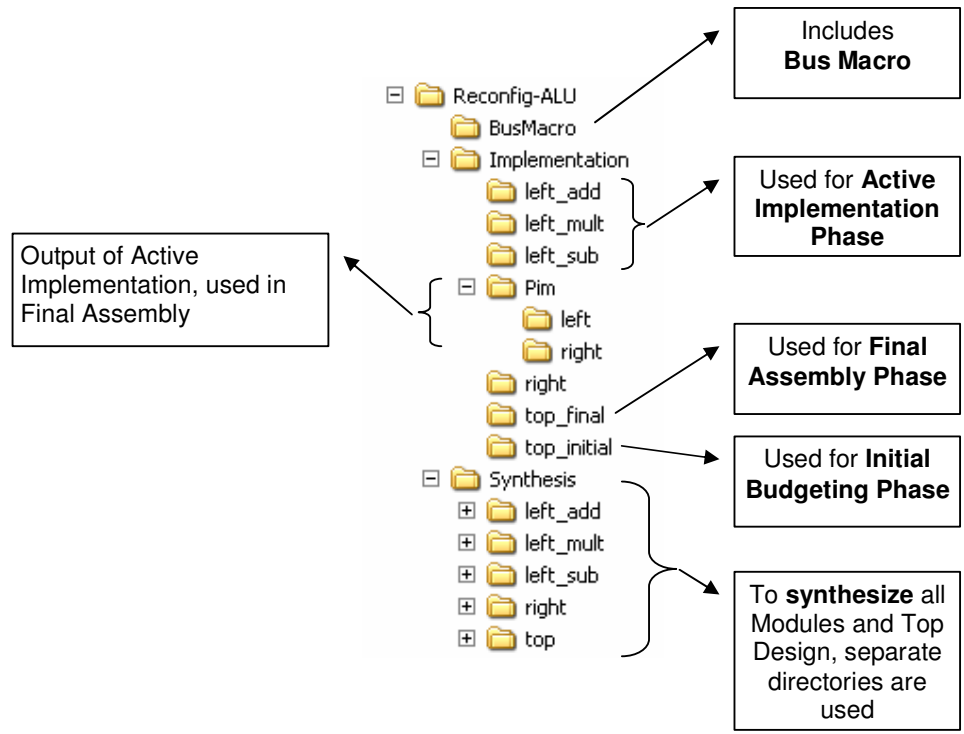 Includes
Bus Macro
Reconfig-ALU
BusMacro
Implementation
left_add
left_mult
left_sub
Used for Active
Implementation
Phase
Output of Active
Implementation, used in
Final Assembly
Pim
left
right
right
top_final
top_initial
Used for Final
Assembly Phase
Used for Initial
Budgeting Phase
Synthesis
left_add
left_mult
left_sub
right
top
To synthesize all
Modules and Top
Design, separate
directories are
used